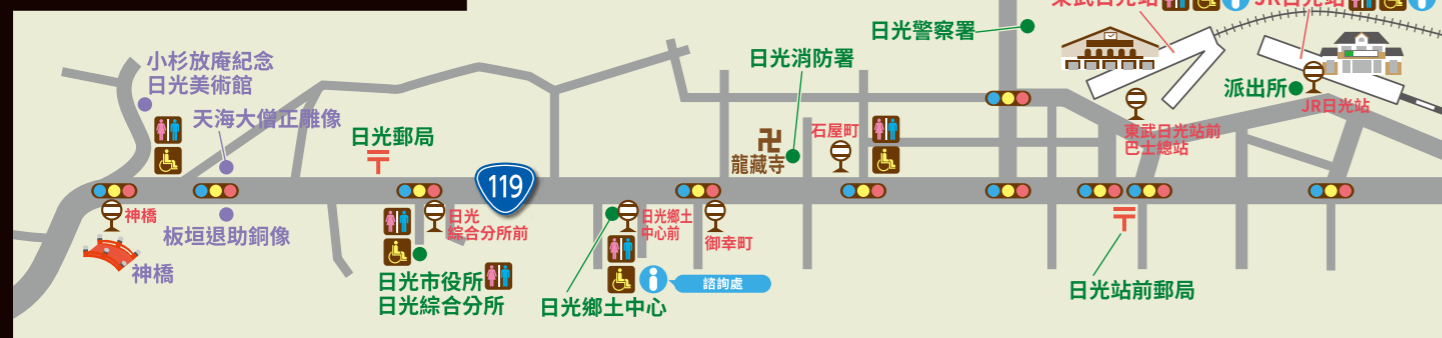 東武日光站
JR日光站
日光警察署
小杉放庵紀念
日光美術館
日光消防署
派出所
JR日光站
天海大僧正雕像
日光郵局
石屋町
東武日光站前
巴士總站
龍藏寺
119
神橋
日光
綜合分所前
日光鄉土
中心前
御幸町
板垣退助銅像
神橋
日光市役所
日光綜合分所
諮詢處
日光鄉土中心
日光站前郵局